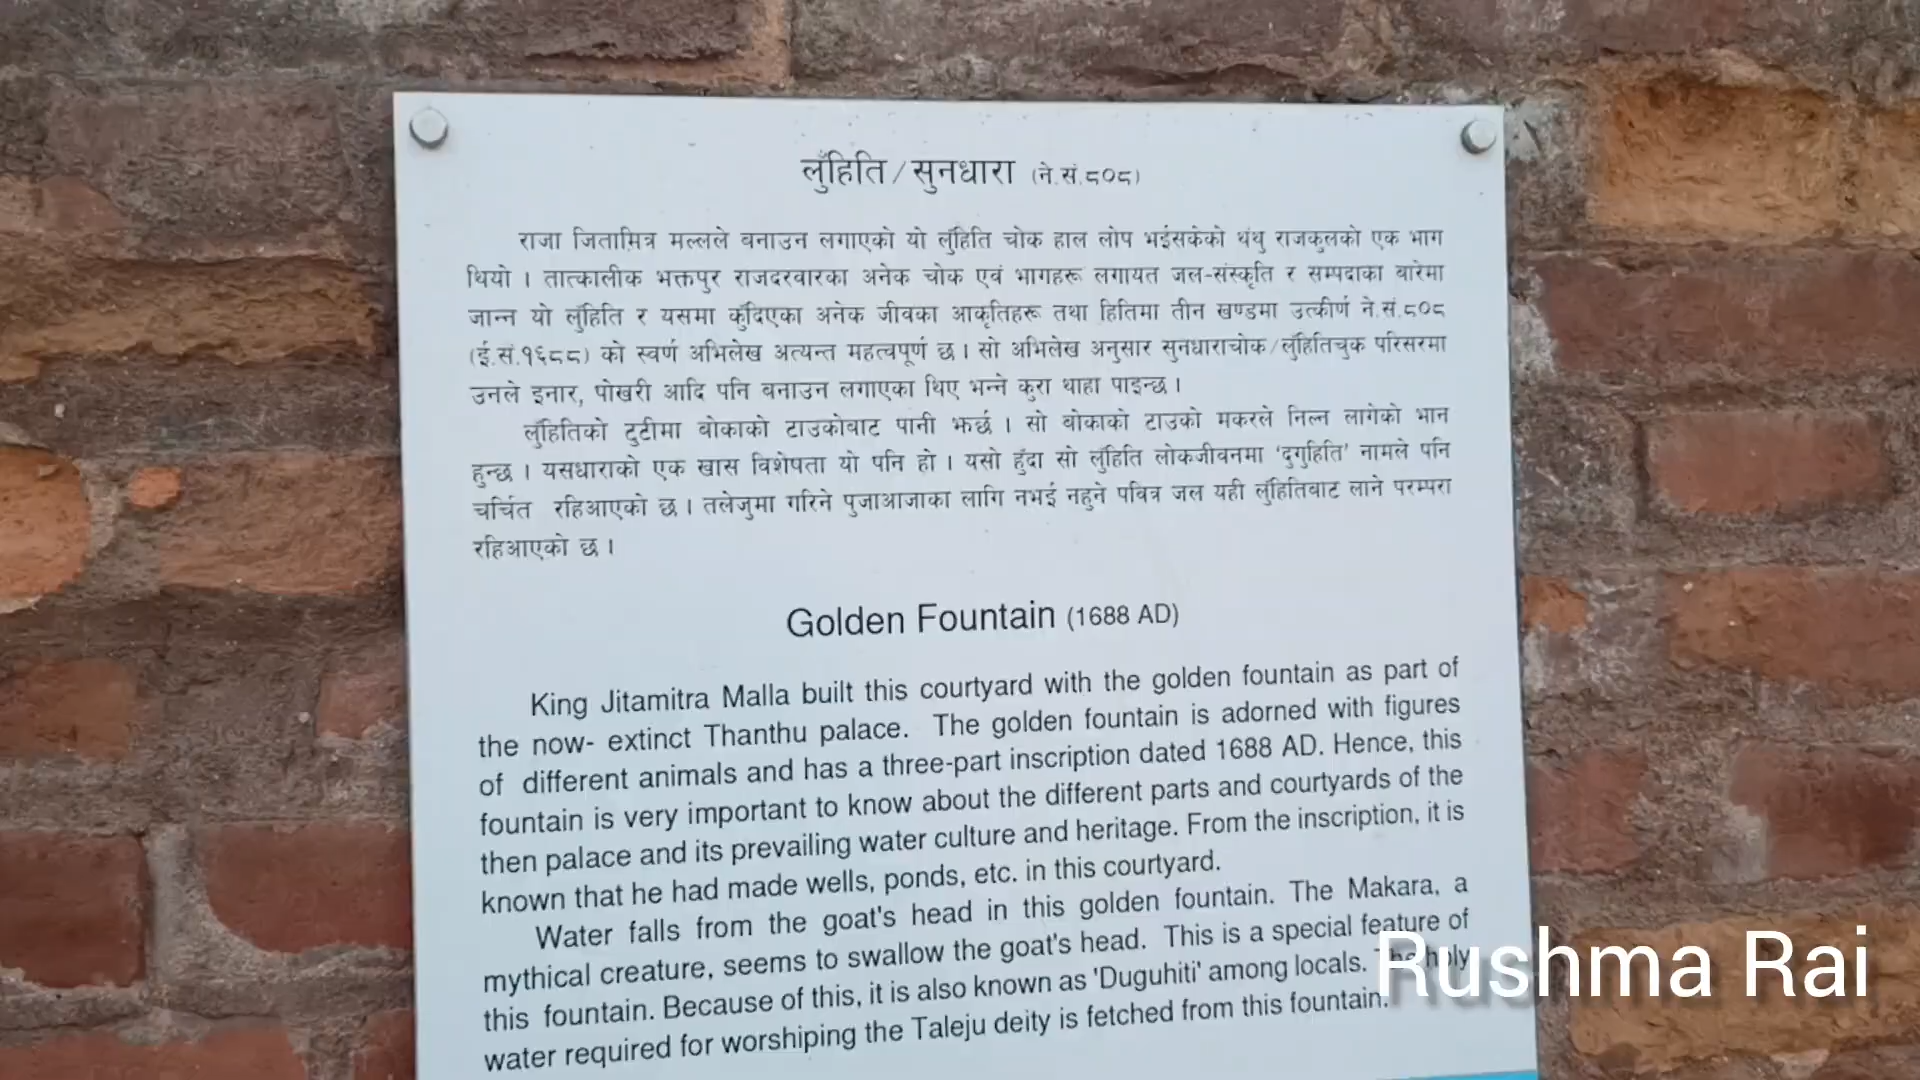 लुँहिति / सुनधारा (ने.सं.८०८)
राजा जितामित्र मल्लले बनाउन लगाएको यो लुँहिति चोक हाल लोप भईसकेको थंथु राजकुलको एक भाग
थियो । तात्कालीक भक्तपुर राजदरवारका अनेक चोक एवं भागहरू लगायत जल-संस्कृति र सम्पदाका बारेमा
जान्न यो लुँहिति र यसमा कुँदिएका अनेक जीवका आकृतिहरू तथा हितिमा तीन खण्डमा उत्कीर्ण ने.सं.८०८
(ई.सं.१६८८) को स्वर्ण अभिलेख अत्यन्त महत्वपूर्ण छ । सो अभिलेख अनुसार सुनधाराचोक/लुँहितिचुक परिसरमा
उनले इनार, पोखरी आदि पनि बनाउन लगाएका थिए भन्ने कुरा थाहा पाइन्छ ।
लुँहितिको टुटीमा बोकाको टाउकोबाट पानी झर्छ । सो बोकाको टाउको मकरले निल्न लागेको भान
हुन्छ । यसधाराको एक खास विशेषता यो पनि हो । यसो हुँदा सो लुँहिति लोकजीवनमा 'दुगुहिति' नामले पनि
चर्चित रहिआएको छ । तलेजुमा गरिने पुजाआजाका लागि नभई नहुने पवित्र जल यही लुँहितिबाट लाने परम्परा
रहिआएको छ ।
Golden Fountain (1688 AD)
King Jitamitra Malla built this courtyard with the golden fountain as part of
the now- extinct Thanthu palace. The golden fountain is adorned with figures
of different animals and has a three-part inscription dated 1688 AD. Hence, this
fountain is very important to know about the different parts and courtyards of the
then palace and its prevailing water culture and heritage. From the inscription, it is
known that he had made wells, ponds, etc. in this courtyard.
Water falls from the goat's head in this golden fountain. The Makara, a
mythical creature, seems to swallow the goat's head. This is a special feature of
this fountain. Because of this, it is also known as 'Duguhiti' among locals. The holy
water required for worshiping the Taleju deity is fetched from this fountain.
Rushma Rai